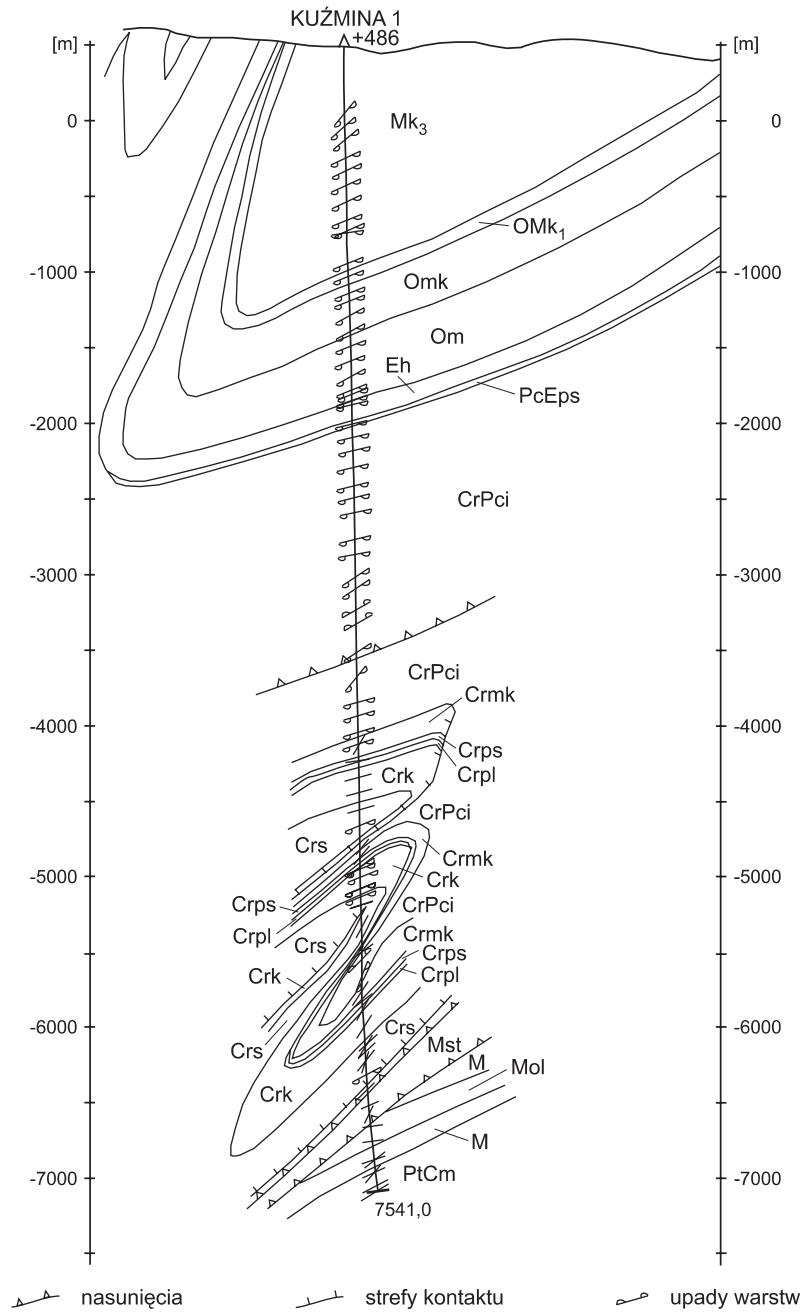 KUŹMINA 1
[m] +486 [m]
0 Mk3 0
OMk1
-1000 -1000
Omk
Om
Eh
PcEps
-2000 -2000
CrPci
-3000 -3000
CrPci
Crmk
-4000 -4000
Crps
Crpl
Crk
CrPci
Crs
Crmk
-5000 -5000
Crk
Crps CrPci
Crpl Crmk
Crs Crps
Crk Crpl
-6000 -6000
Crs Crs
Mst
M Mol
Crk
M
-7000 PtCm -7000
7541,0
nasunięcia strefy kontaktu upady warstw